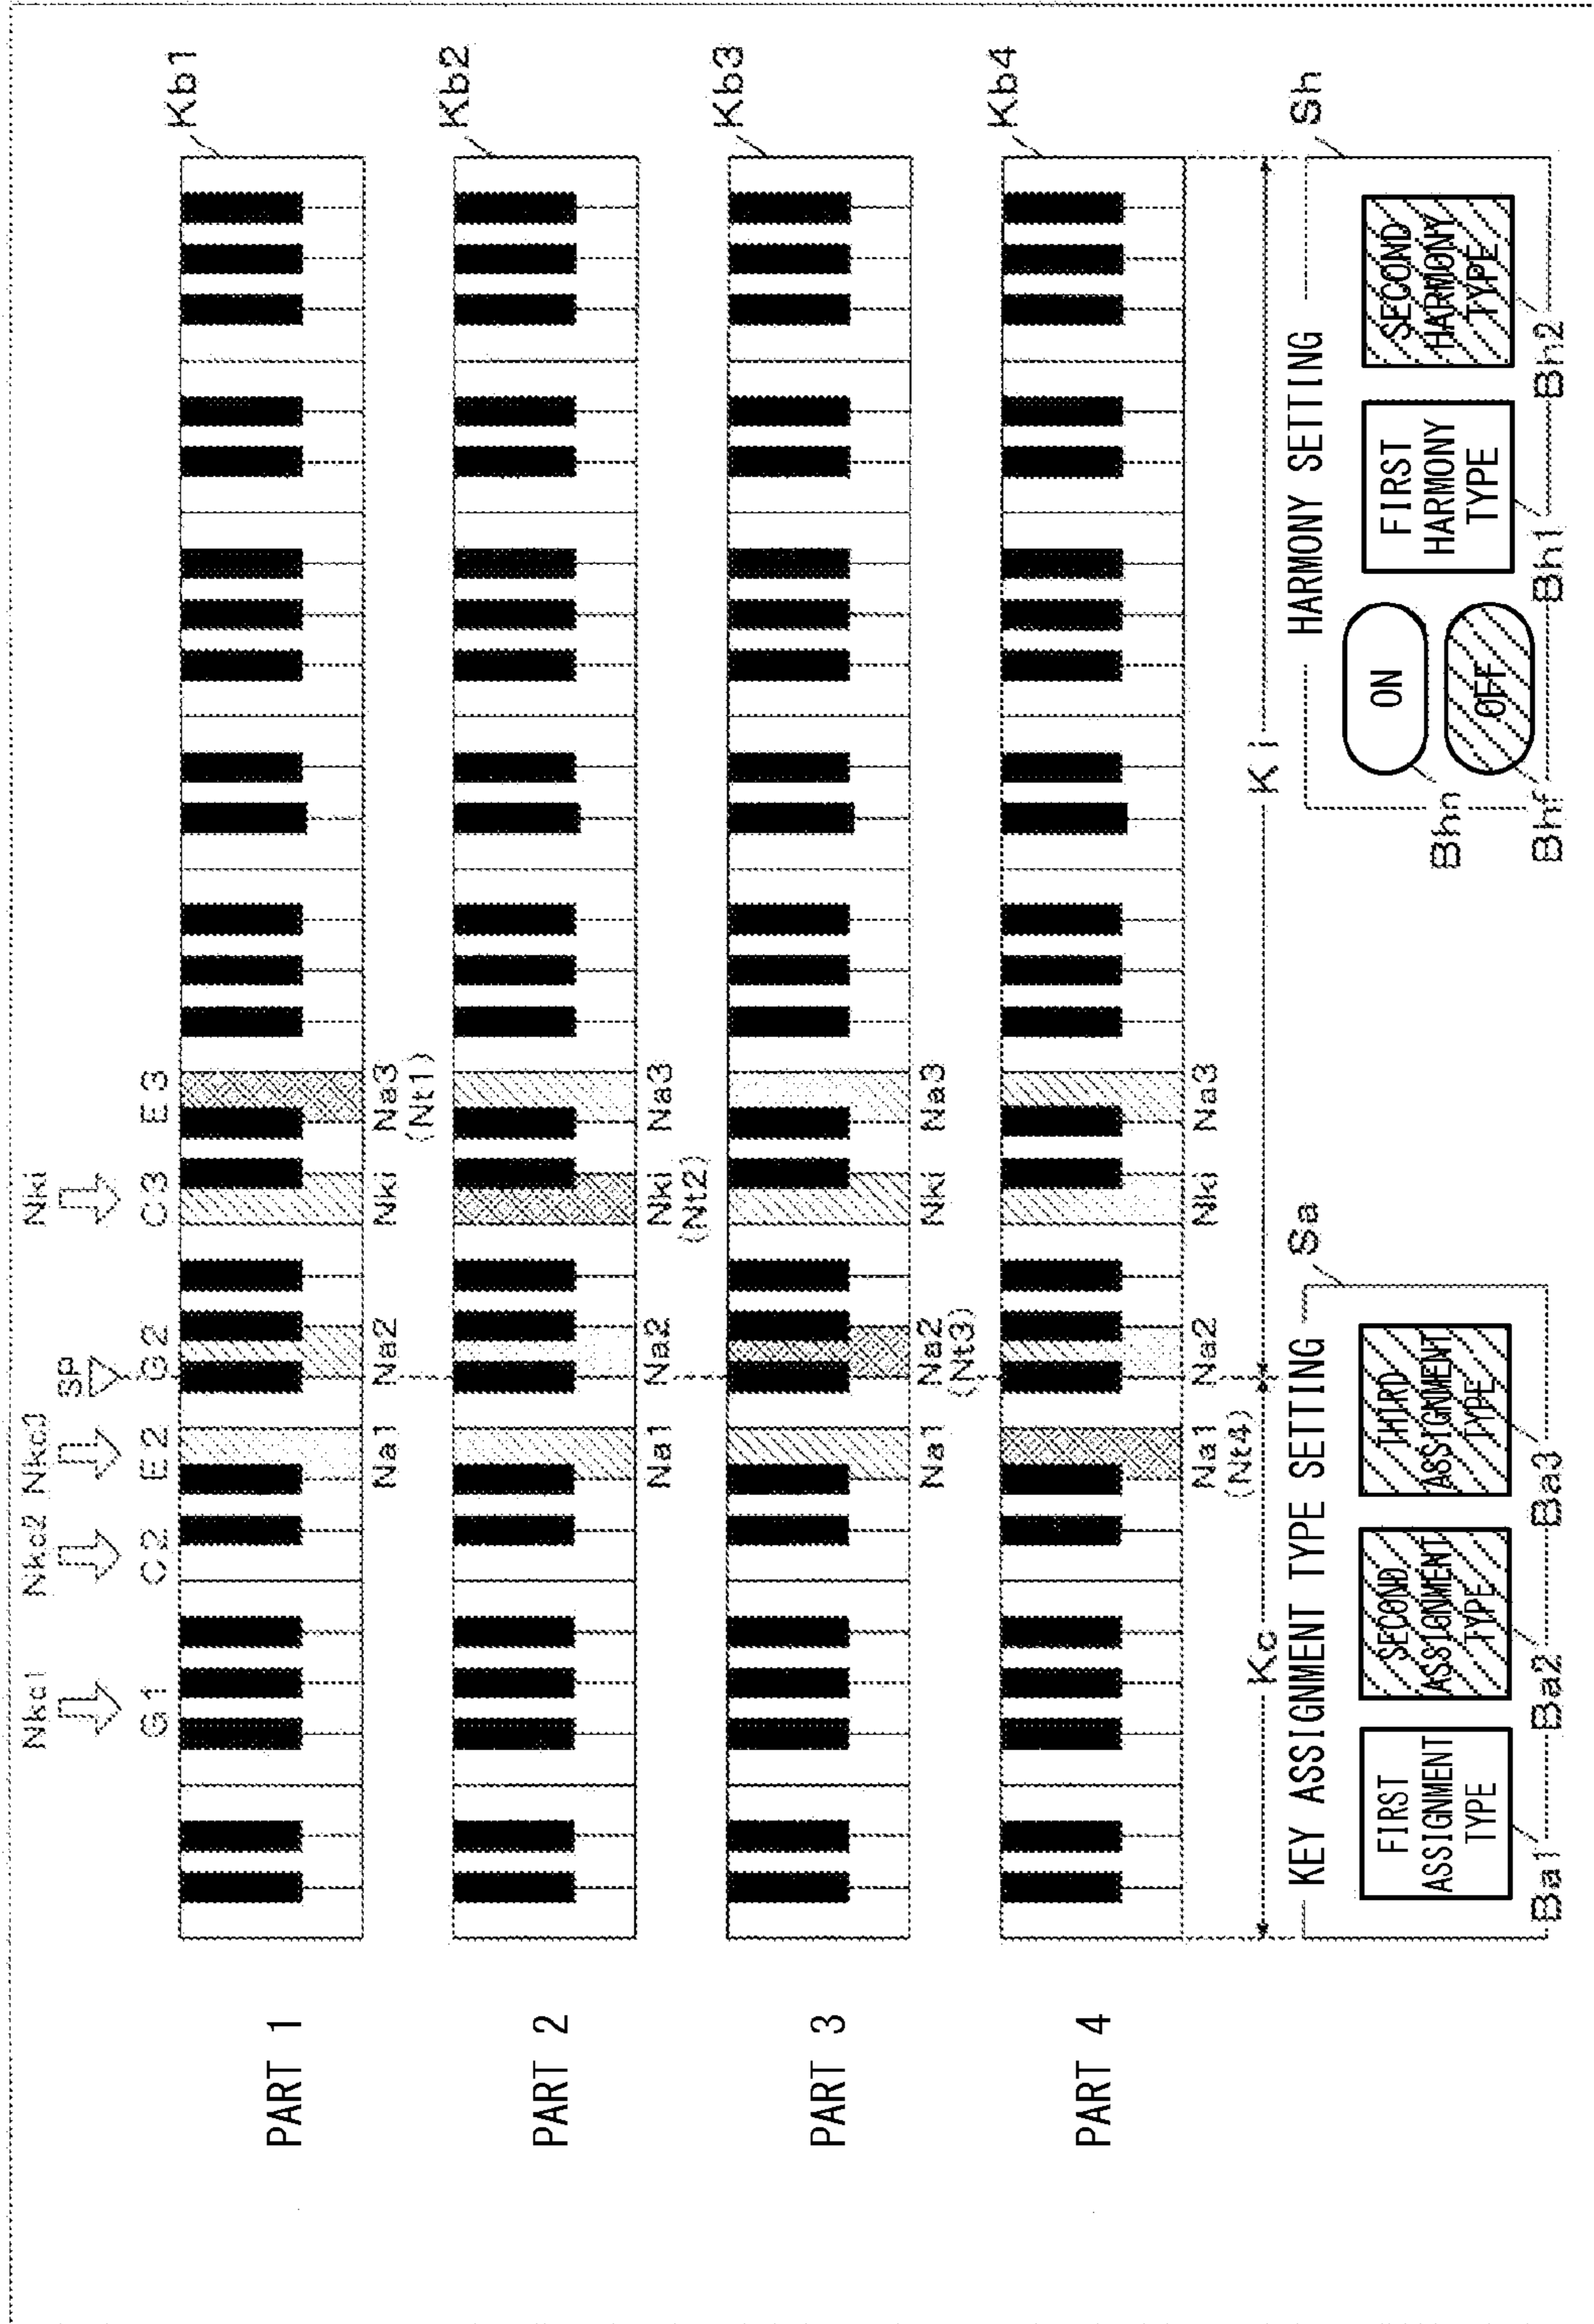 Nkc1 Nkc2 Nkc3 SP Nki
G1 C2 E2 G2 C3 E3
PART 1
Kb1
Na1 Na2 Nki Na3
(Nt1)
PART 2
Kb2
Na1 Na2 Nki Na3
(Nt2)
PART 3
Kb3
Na1 Na2 Nki Na3
(Nt3)
PART 4
Kb4
Na1 Na2 Nki Na3
(Nt4)
Kc Ki
KEY ASSIGNMENT TYPE SETTING
Sa
FIRST
ASSIGNMENT
TYPE
SECOND
ASSIGNMENT
TYPE
THIRD
ASSIGNMENT
TYPE
Ba1 Ba2 Ba3
HARMONY SETTING
Sh
ON
OFF
FIRST
HARMONY
TYPE
SECOND
HARMONY
TYPE
Bhn
Bhf Bh1 Bh2